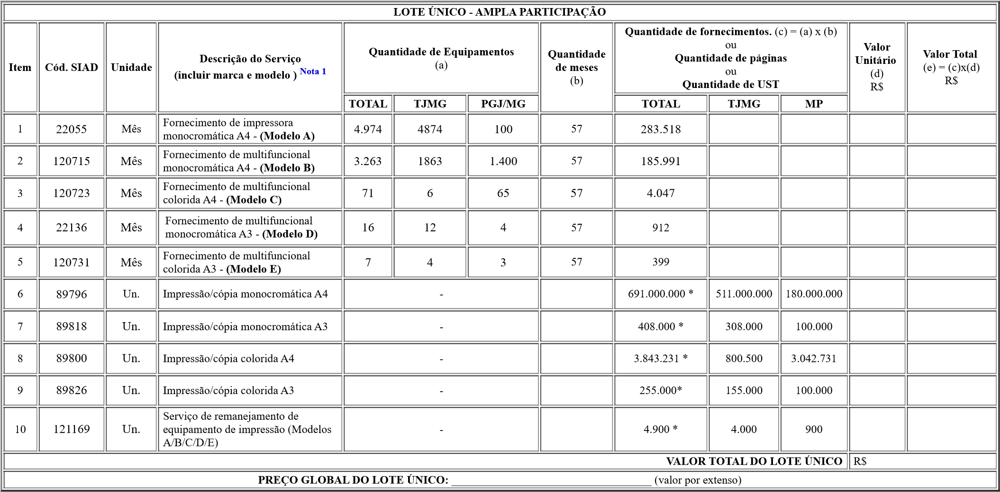 LOTE ÚNICO - AMPLA PARTICIPAÇÃO
Item
Cód. SIAD
Unidade
Descrição do Serviço
(incluir marca e modelo ) Nota 1
Quantidade de Equipamentos
(a)
Quantidade
de meses
(b)
Quantidade de fornecimentos. (c) = (a) x (b)
ou
Quantidade de páginas
ou
Quantidade de UST
Valor
Unitário
(d)
R$
Valor Total
(e) = (c)x(d)
R$
TOTAL TJMG PGJ/MG TOTAL TJMG MP
1 22055 Mês Fornecimento de impressora
monocromática A4 - (Modelo A) 4.974 4874 100 57 283.518
2 120715 Mês Fornecimento de multifuncional
monocromática A4 - (Modelo B) 3.263 1863 1.400 57 185.991
3 120723 Mês Fornecimento de multifuncional
colorida A4 - (Modelo C) 71 6 65 57 4.047
4 22136 Mês Fornecimento de multifuncional
monocromática A3 - (Modelo D) 16 12 4 57 912
5 120731 Mês Fornecimento de multifuncional
colorida A3 - (Modelo E) 7 4 3 57 399
6 89796 Un. Impressão/cópia monocromática A4 - 691.000.000 * 511.000.000 180.000.000
7 89818 Un. Impressão/cópia monocromática A3 - 408.000 * 308.000 100.000
8 89800 Un. Impressão/cópia colorida A4 - 3.843.231 * 800.500 3.042.731
9 89826 Un. Impressão/cópia colorida A3 - 255.000* 155.000 100.000
10 121169 Un. Serviço de remanejamento de
equipamento de impressão (Modelos
A/B/C/D/E) - 4.900 * 4.000 900
VALOR TOTAL DO LOTE ÚNICO R$
PREÇO GLOBAL DO LOTE ÚNICO: ___________________________________ (valor por extenso)